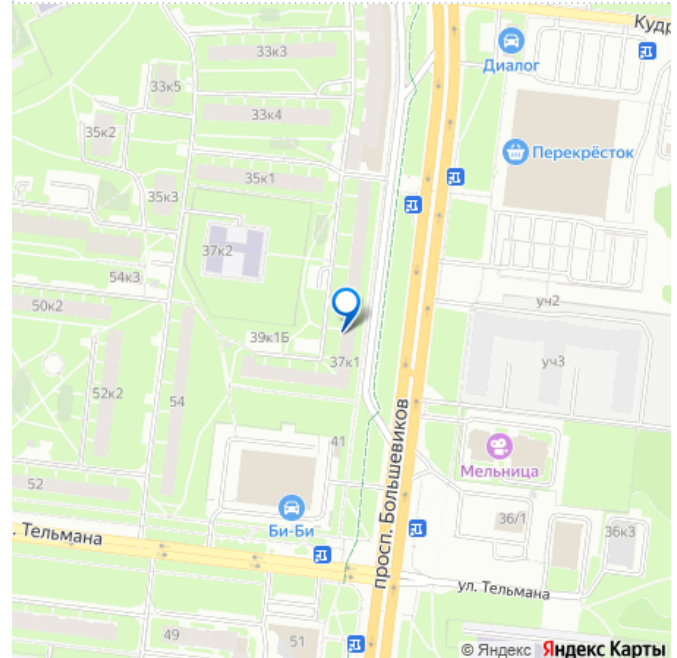 Кудр
33к3
Диалог
33к5
33к4
35к2
Перекрёсток
35к1
35к3
37к2
54к3
50к2
уч2
39к1Б
37к1
уч3
52к2
54
просп. Большевиков
41
Мельница
52
36/1
Би-Би
36к3
. Тельмана
ул. Тельмана
49
51
© Яндекс Яндекс Карты